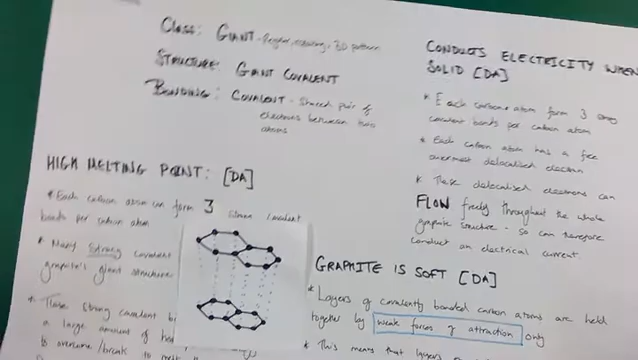 CLASS: GIANT - Regular, repeating, 3D pattern
STRUCTURE: GIANT COVALENT
BONDING: COVALENT - Shared pair of
electrons between two
atoms
HIGH MELTING POINT: [DA]
* Each carbon atom can form 3 strong covalent
bonds per carbon atom
* Many strong covalent
graphite's giant structure
* These strong covalent
a large amount of
to overcome/break
CONDUCTS ELECTRICITY WHEN
SOLID [DA]
* Each carbon atom form 3 strong
covalent bonds per carbon atom
* Each carbon atom has a free
outermost delocalised electron
* These delocalised electrons can
FLOW freely throughout the whole
graphite structure - so can therefore
conduct an electrical current
GRAPHITE IS SOFT [DA]
* Layers of covalently bonded carbon atoms are held
together by weak forces of attraction only
* This means that layers